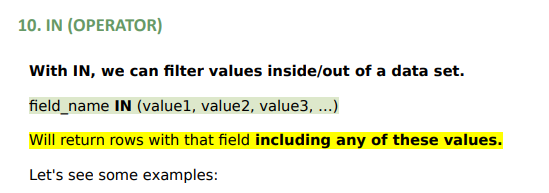 10. IN (OPERATOR)
With IN, we can filter values inside/out of a data set.
field_name IN (value1, value2, value3, ...)
Will return rows with that field including any of these values.
Let's see some examples: